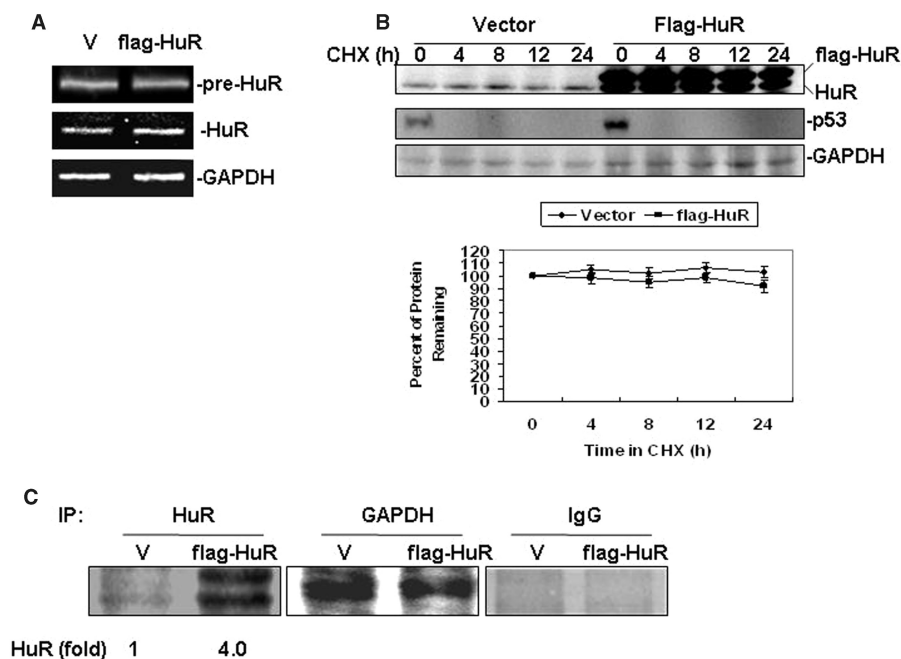 A
V flag-HuR
-pre-HuR
-HuR
-GAPDH
B
Vector Flag-HuR
CHX (h) 0 4 8 12 24 0 4 8 12 24
flag-HuR
HuR
-p53
-GAPDH
Vector flag-HuR
Percent of Protein
Remaining
120
110
100
90
80
70
60
50
40
30
20
10
0
0 4 8 12 24
Time in CHX (h)
C
IP: HuR GAPDH IgG
V flag-HuR V flag-HuR V flag-HuR
HuR (fold) 1 4.0